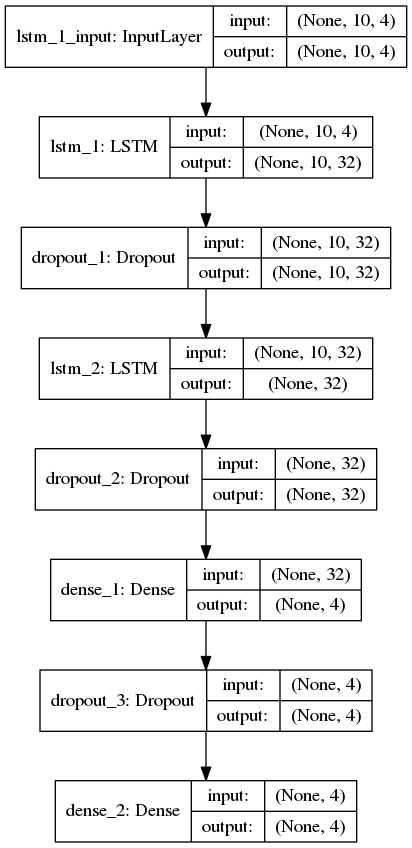 lstm_1_input: InputLayer
input: (None, 10, 4)
output: (None, 10, 4)
lstm_1: LSTM
input: (None, 10, 4)
output: (None, 10, 32)
dropout_1: Dropout
input: (None, 10, 32)
output: (None, 10, 32)
lstm_2: LSTM
input: (None, 10, 32)
output: (None, 32)
dropout_2: Dropout
input: (None, 32)
output: (None, 32)
dense_1: Dense
input: (None, 32)
output: (None, 4)
dropout_3: Dropout
input: (None, 4)
output: (None, 4)
dense_2: Dense
input: (None, 4)
output: (None, 4)